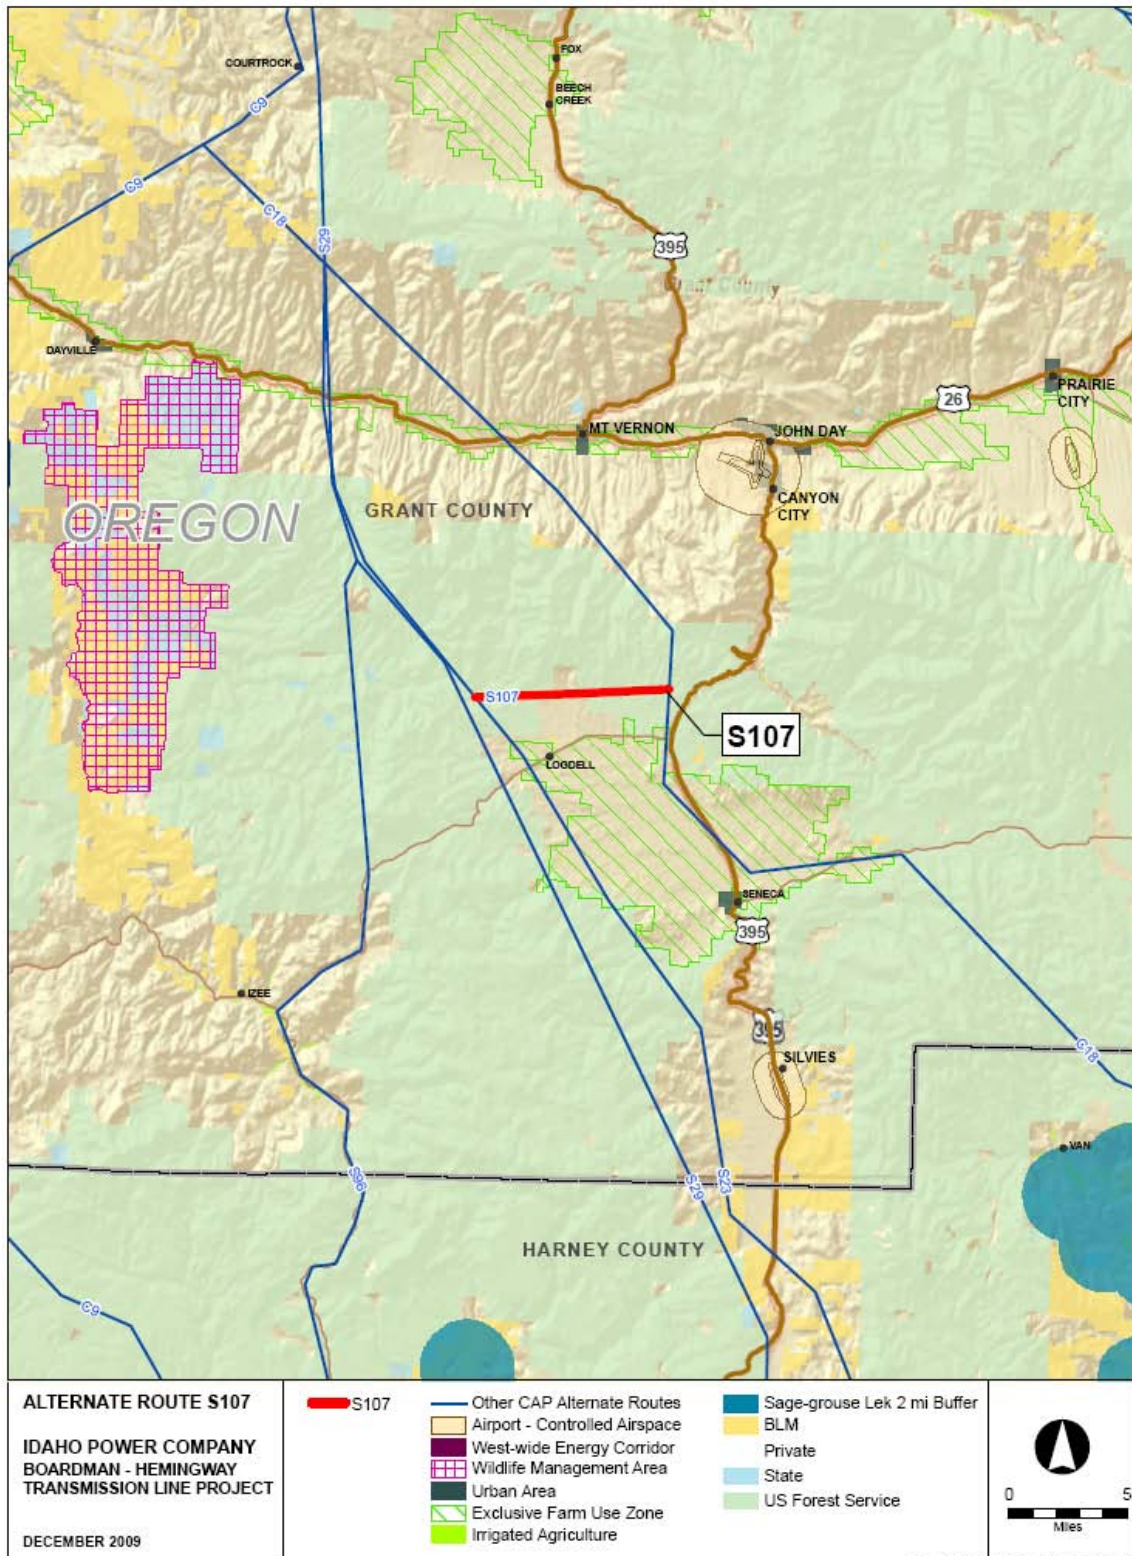 FOX
COURTROCK
BEECH
CREEK
C9
C9
C18
S29
395
Grant County
DAYVILLE
PRAIRIE
CITY
26
MT VERNON
JOHN DAY
CANYON
CITY
OREGON
GRANT COUNTY
S107
S107
LOGDELL
SENECA
395
IZEE
395
SILVIES
C18
VAN
S96
S29
S23
HARNEY COUNTY
C9
ALTERNATE ROUTE S107
IDAHO POWER COMPANY
BOARDMAN - HEMINGWAY
TRANSMISSION LINE PROJECT
DECEMBER 2009
S107
Other CAP Alternate Routes
Airport - Controlled Airspace
West-wide Energy Corridor
Wildlife Management Area
Urban Area
Exclusive Farm Use Zone
Irrigated Agriculture
Sage-grouse Lek 2 mi Buffer
BLM
Private
State
US Forest Service
0 5
Miles